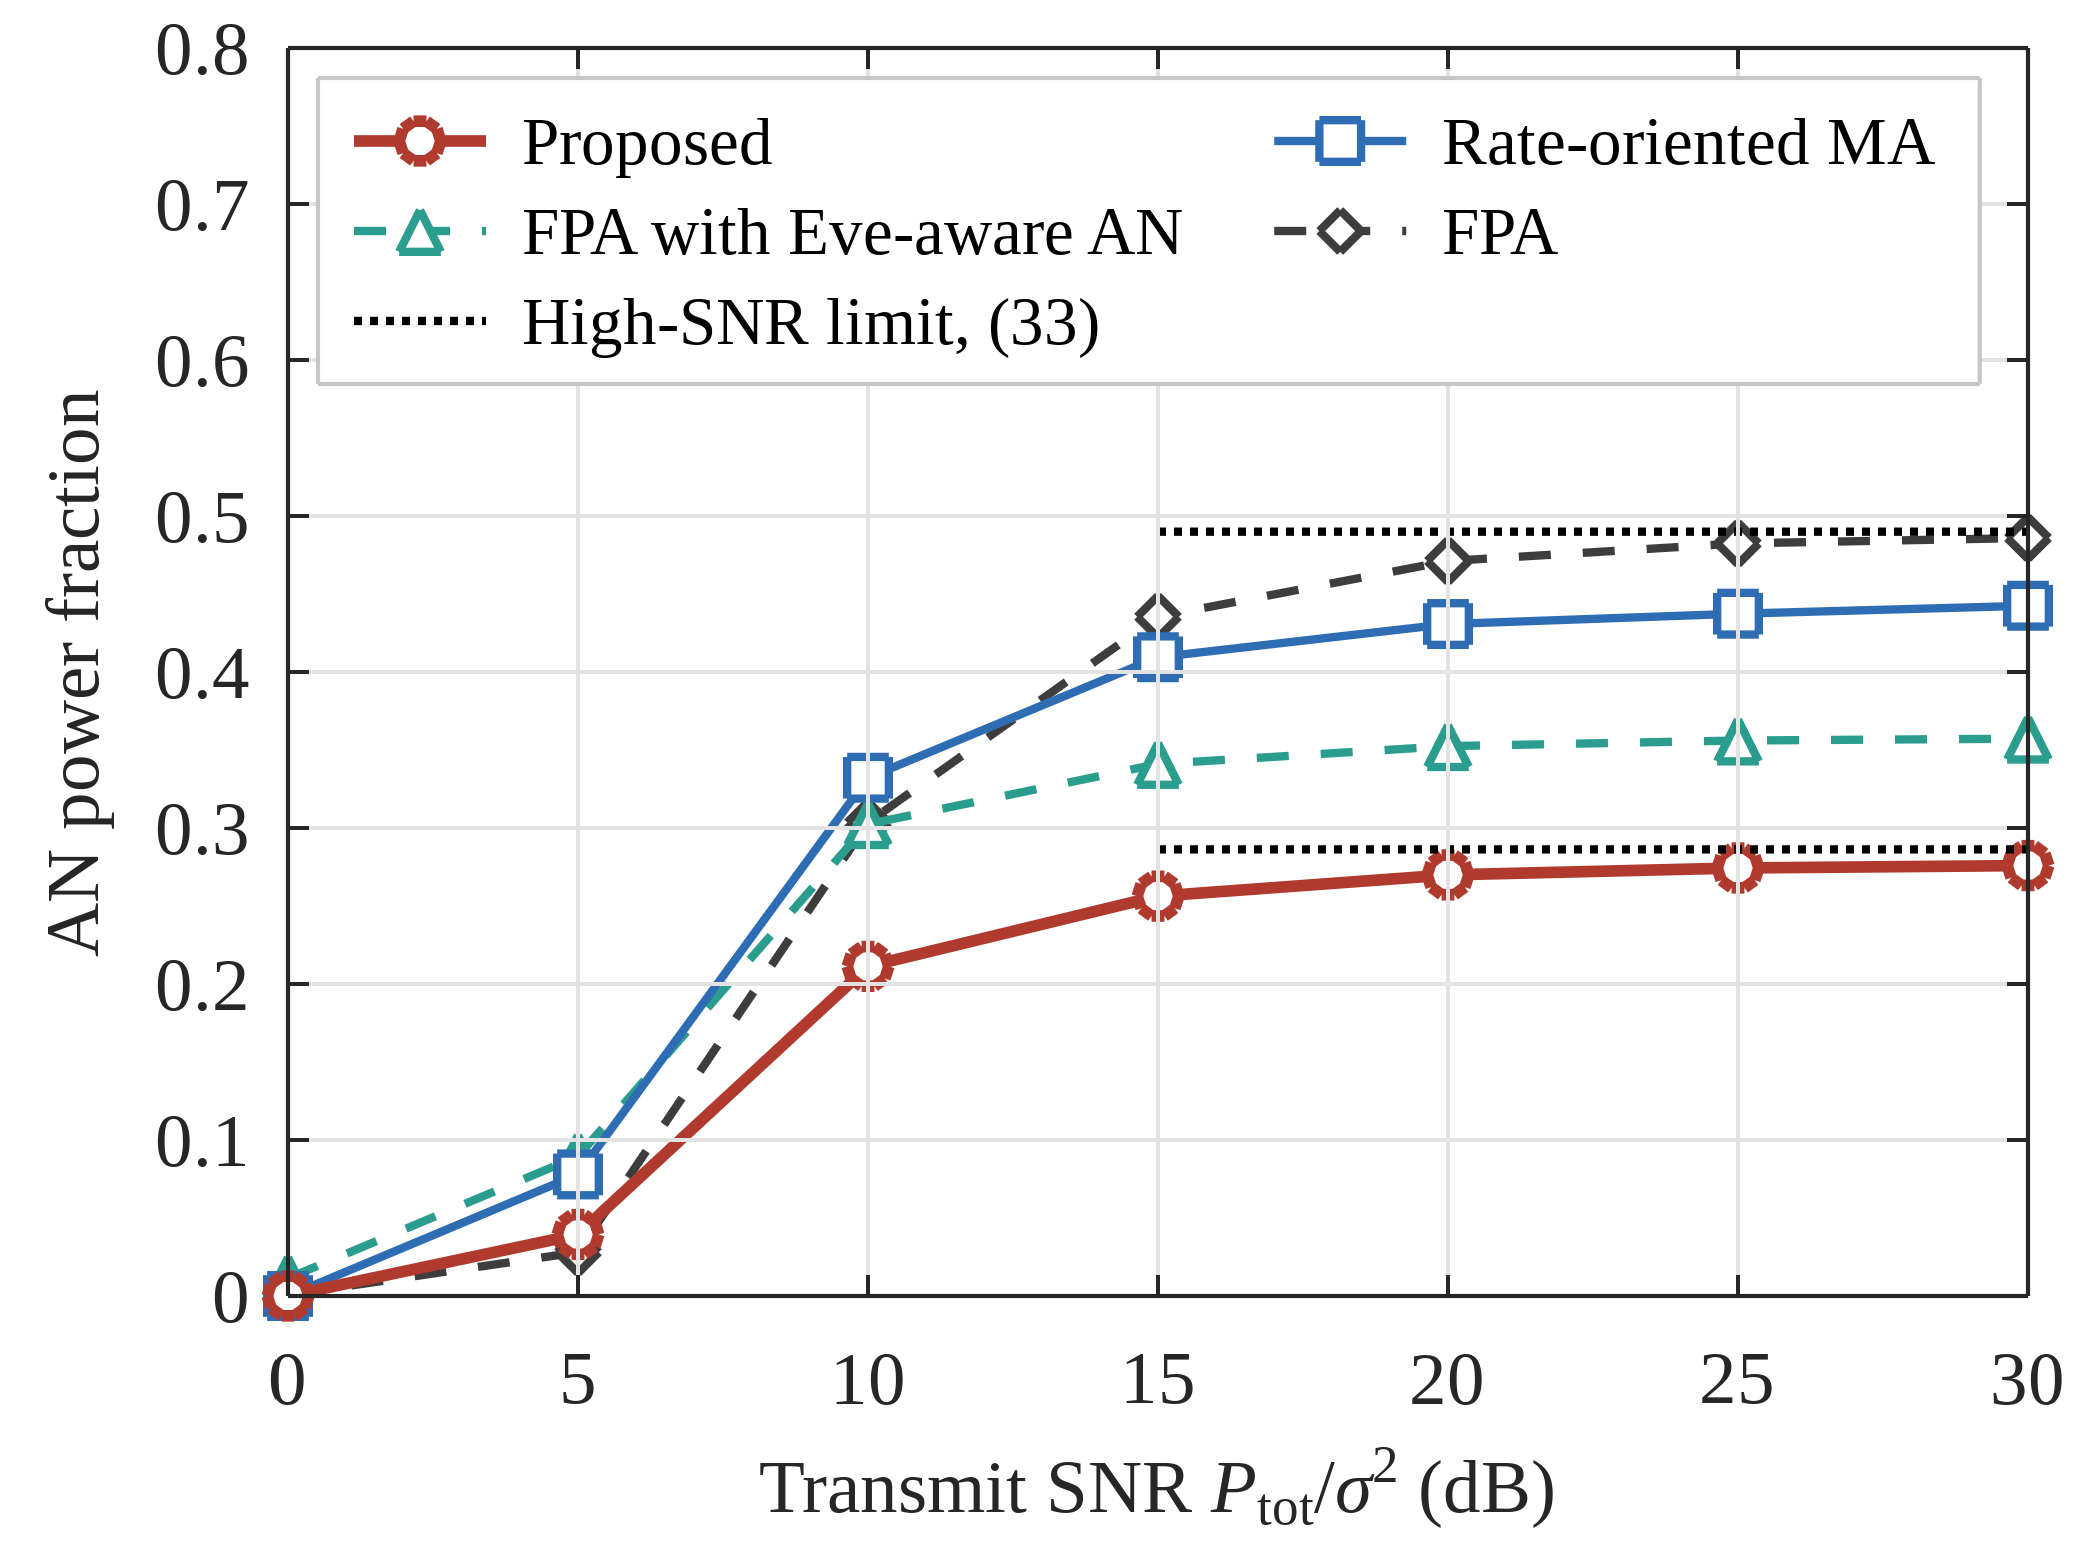 0.8
0.7
0.6
0.5
0.4
0.3
0.2
0.1
0
AN power fraction
Proposed
FPA with Eve-aware AN
High-SNR limit, (33)
Rate-oriented MA
FPA
0 5 10 15 20 25 30
Transmit SNR P_tot/σ² (dB)